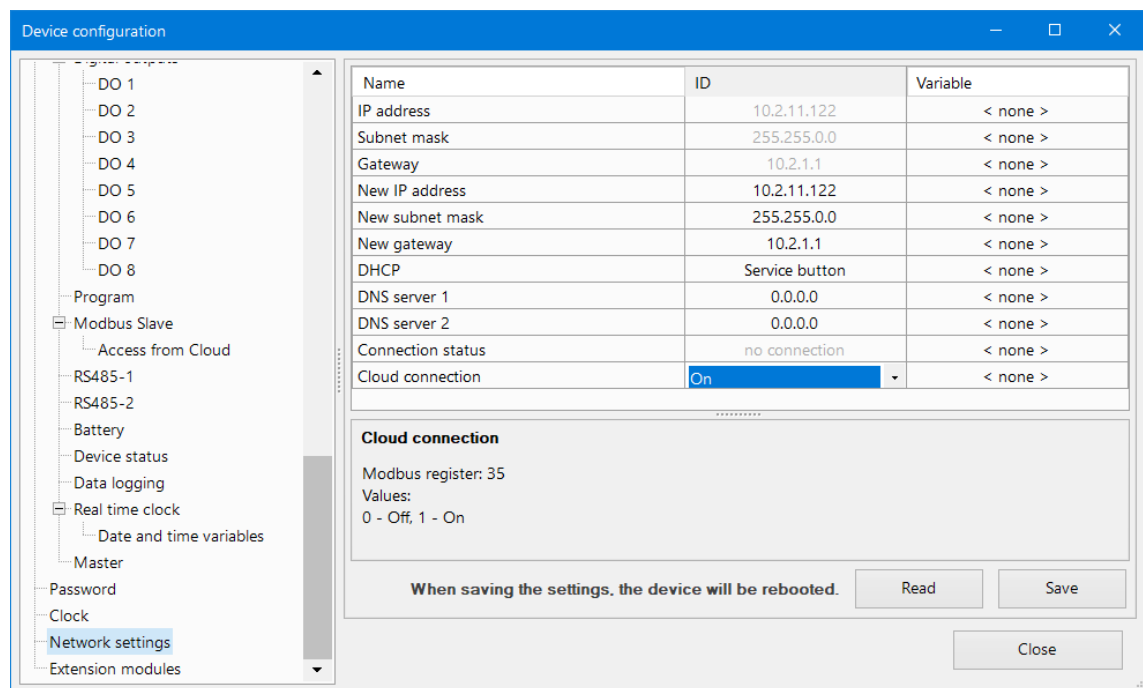 Device configuration
DO 1
DO 2
DO 3
DO 4
DO 5
DO 6
DO 7
DO 8
Program
Modbus Slave
Access from Cloud
RS485-1
RS485-2
Battery
Device status
Data logging
Real time clock
Date and time variables
Master
Password
Clock
Network settings
Extension modules
Name ID Variable
IP address 10.2.11.122 < none >
Subnet mask 255.255.0.0 < none >
Gateway 10.2.1.1 < none >
New IP address 10.2.11.122 < none >
New subnet mask 255.255.0.0 < none >
New gateway 10.2.1.1 < none >
DHCP Service button < none >
DNS server 1 0.0.0.0 < none >
DNS server 2 0.0.0.0 < none >
Connection status no connection < none >
Cloud connection On < none >
Cloud connection
Modbus register: 35
Values:
0 - Off, 1 - On
When saving the settings, the device will be rebooted. Read Save
Close